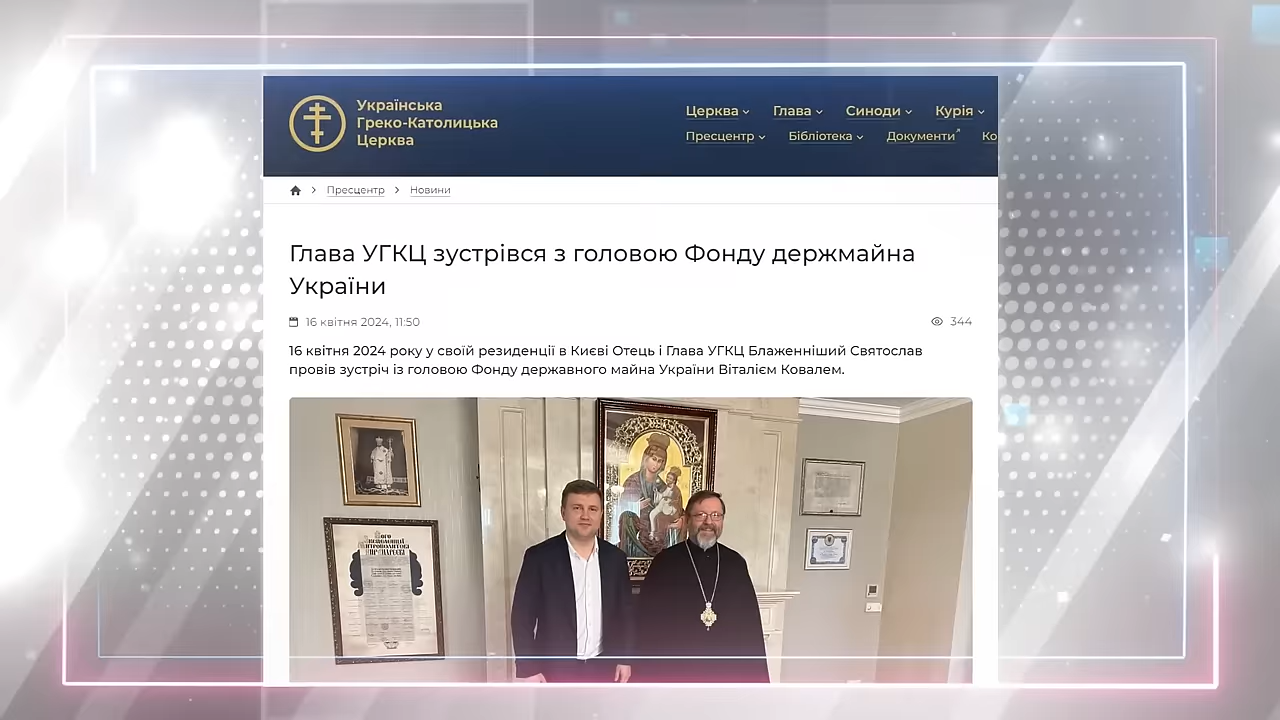 Українська
Греко-Католицька
Церква
Церква Глава Синоди Курія
Пресцентр Бібліотека Документи Ко
Пресцентр Новини
Глава УГКЦ зустрівся з головою Фонду держмайна
України
16 квітня 2024, 11:50
344
16 квітня 2024 року у своїй резиденції в Києві Отець і Глава УГКЦ Блаженніший Святослав
провів зустріч із головою Фонду державного майна України Віталієм Ковалем.